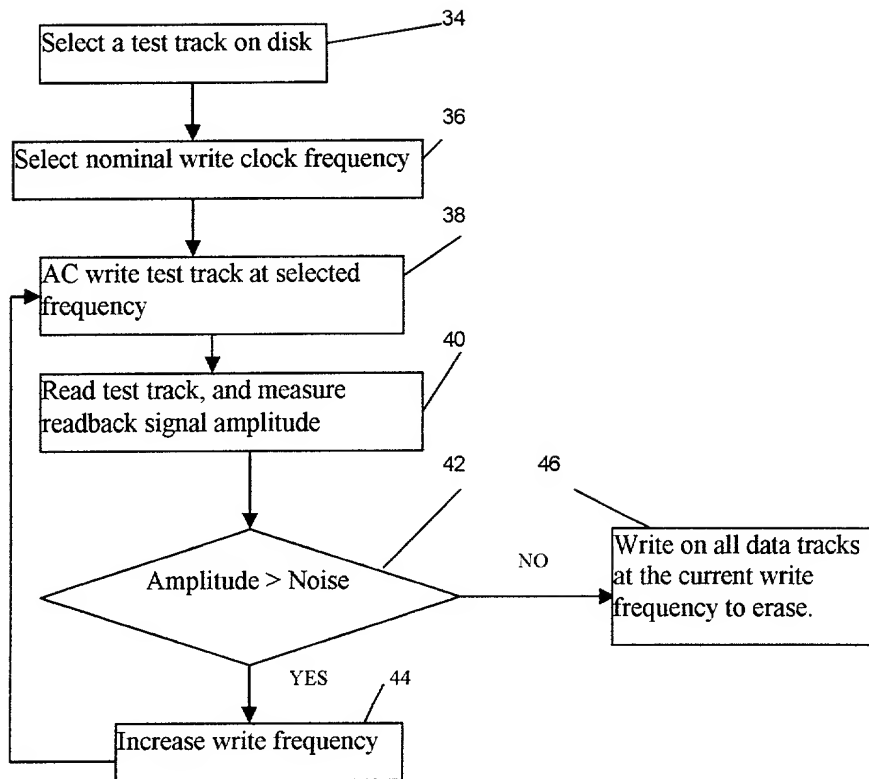 34
Select a test track on disk
36
Select nominal write clock frequency
38
AC write test track at selected
frequency
40
Read test track, and measure
readback signal amplitude
42
46
Amplitude > Noise
NO
Write on all data tracks
at the current write
frequency to erase.
YES
44
Increase write frequency